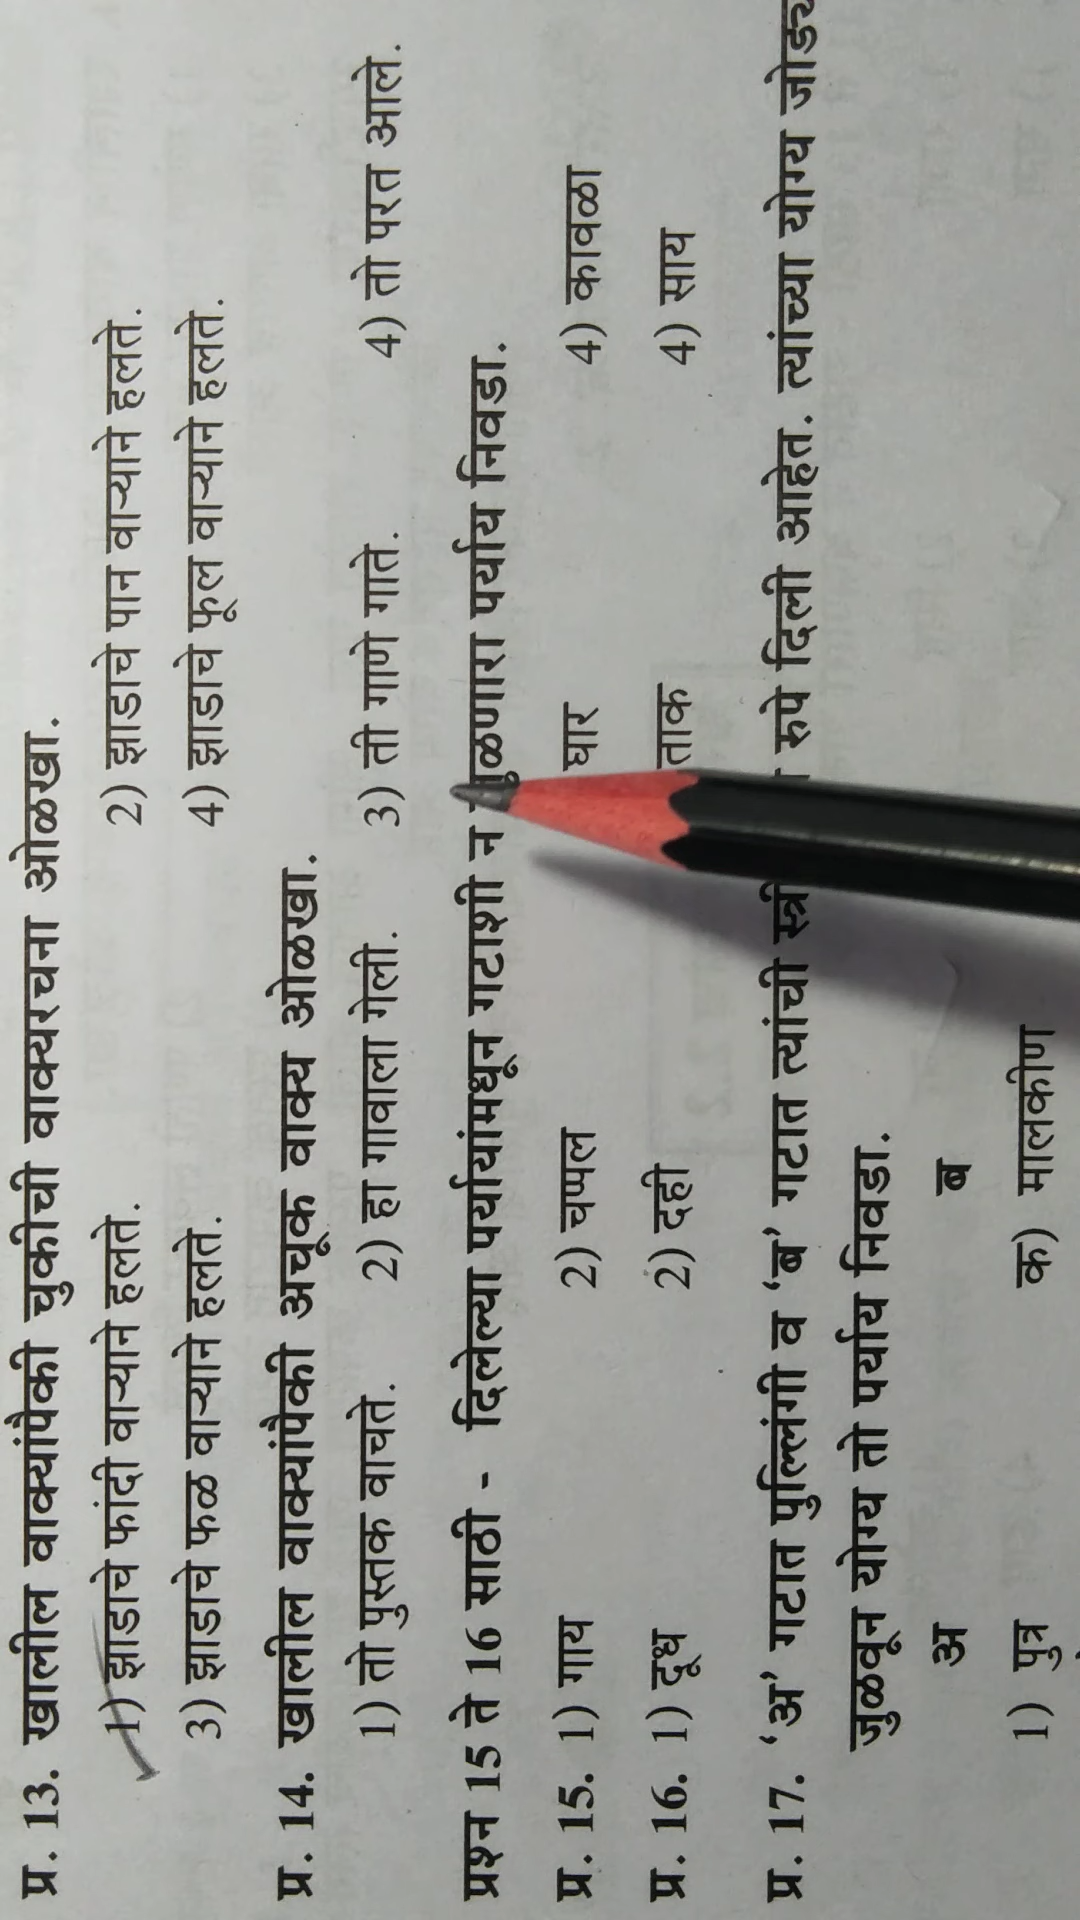 प्र. 13. खालील वाक्यांपैकी चुकीची वाक्यरचना ओळखा.
1) झाडाचे फांदी वाऱ्याने हलते. 2) झाडाचे पान वाऱ्याने हलते.
3) झाडाचे फळ वाऱ्याने हलते. 4) झाडाचे फूल वाऱ्याने हलते.
प्र. 14. खालील वाक्यांपैकी अचूक वाक्य ओळखा.
1) तो पुस्तक वाचते. 2) हा गावाला गेली. 3) ती गाणे गाते. 4) तो परत आले.
प्रश्न 15 ते 16 साठी - दिलेल्या पर्यायांमधून गटाशी न जुळणारा पर्याय निवडा.
प्र. 15. 1) गाय 2) चप्पल घार 4) कावळा
प्र. 16. 1) दूध 2) दही ताक 4) साय
प्र. 17. 'अ' गटात पुल्लिंगी व 'ब' गटात त्यांची रूपे दिली आहेत. त्यांच्या योग्य
जुळवून योग्य तो पर्याय निवडा.
अ ब
1) पुत्र क) मालकीण